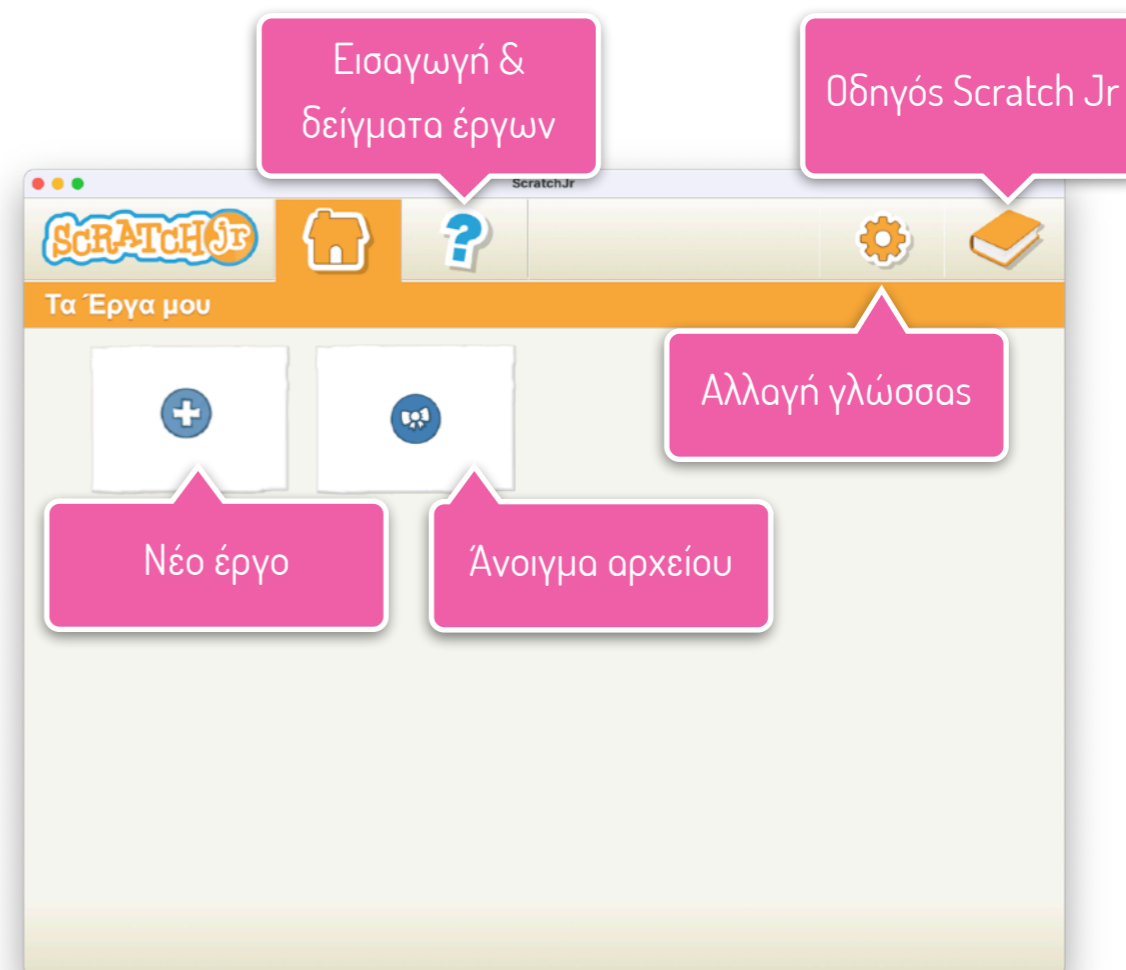 Εισαγωγή &
δείγματα έργων
Οδηγός Scratch Jr
ScratchJr
SCRATCH Jr
?
Τα Έργα μου
Αλλαγή γλώσσας
Νέο έργο
Άνοιγμα αρχείου